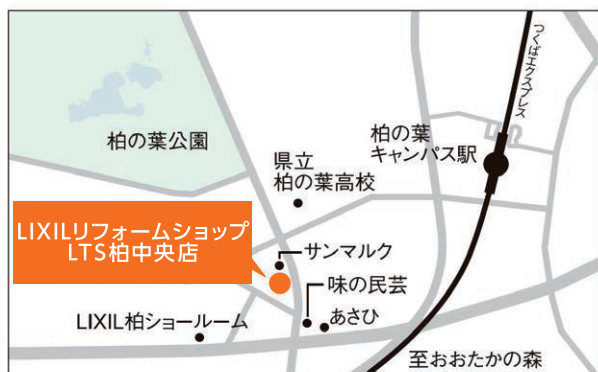 つくばエクスプレス
柏の葉公園
柏の葉
キャンパス駅
県立
柏の葉高校
LIXILリフォームショップ
LTS柏中央店
サンマルク
味の民芸
LIXIL柏ショールーム
あさひ
至おおたかの森